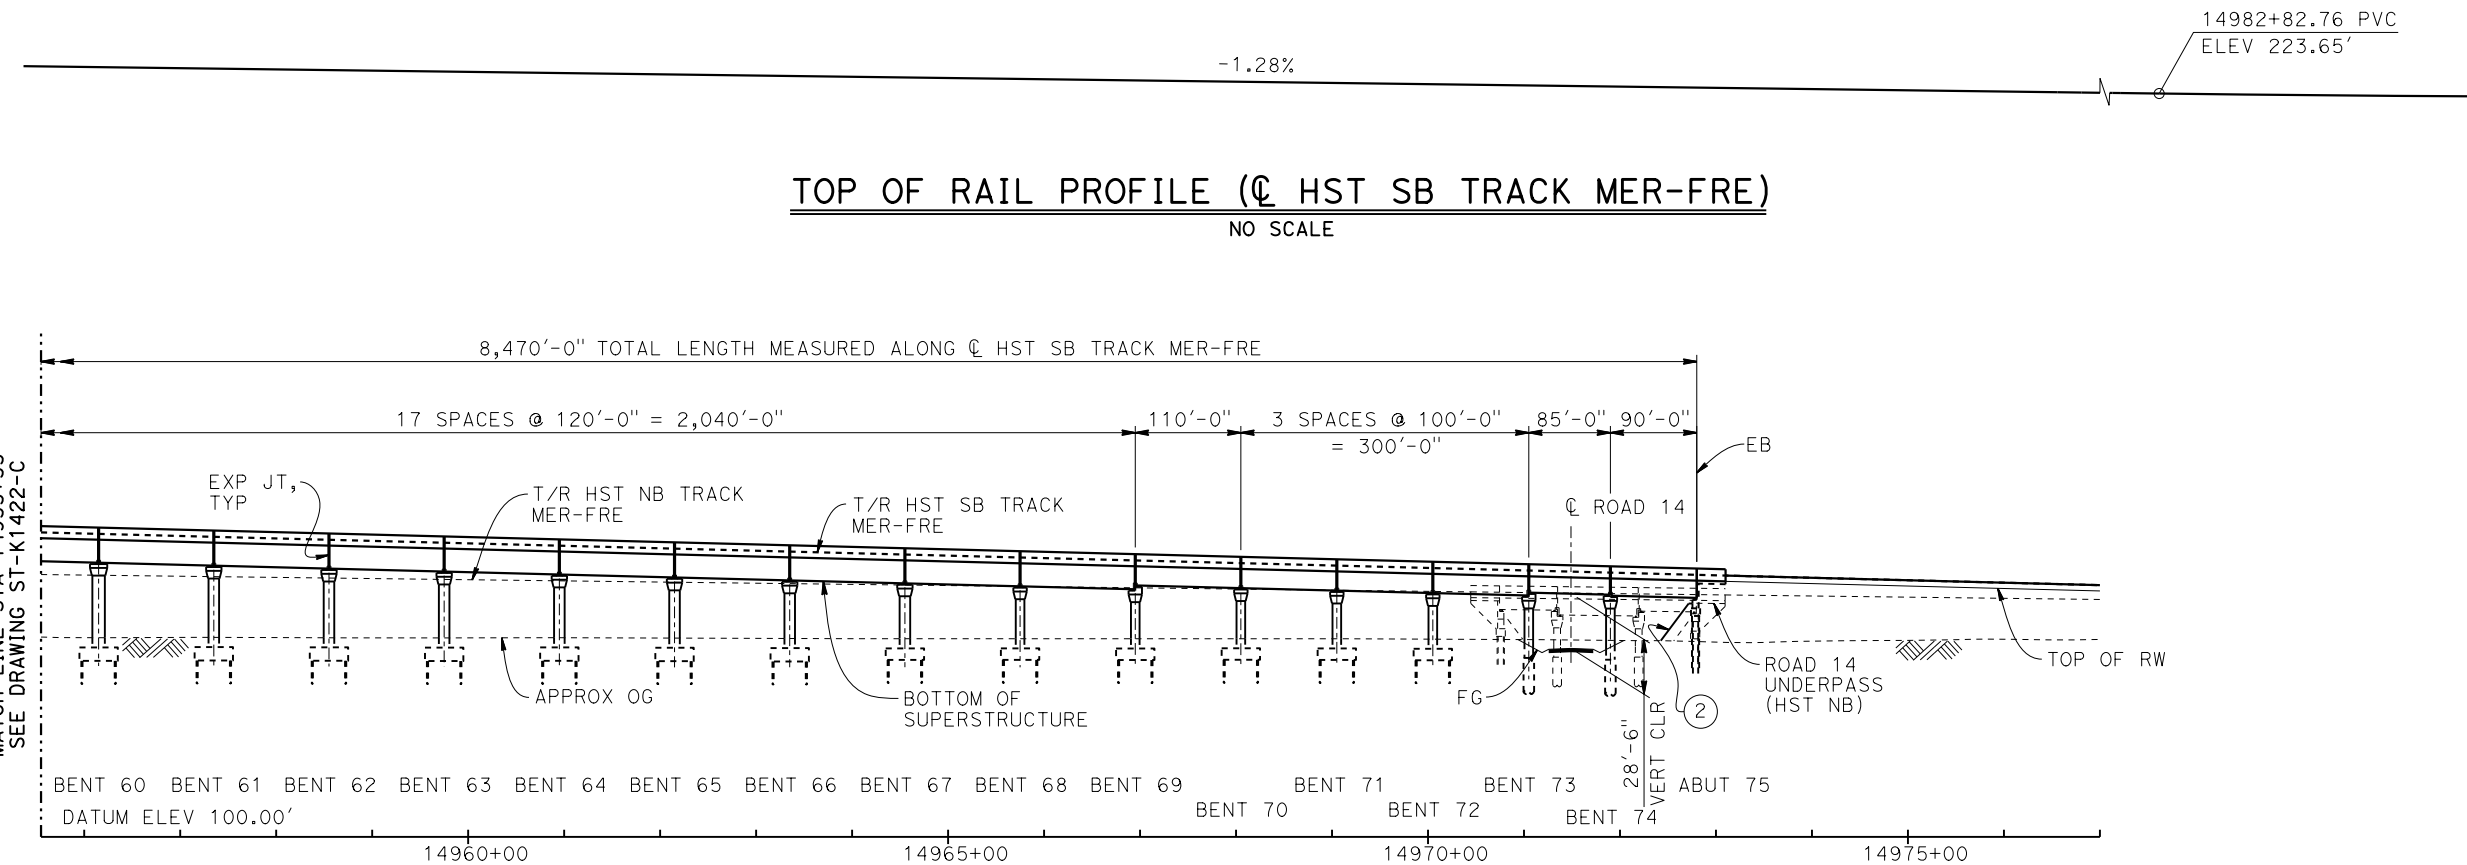 14982+82.76 PVC
ELEV 223.65'
-1.28%
TOP OF RAIL PROFILE (℄ HST SB TRACK MER-FRE)
NO SCALE
8,470'-0" TOTAL LENGTH MEASURED ALONG ℄ HST SB TRACK MER-FRE
17 SPACES @ 120'-0" = 2,040'-0"
110'-0"
3 SPACES @ 100'-0"
= 300'-0"
85'-0"
90'-0"
EB
EXP JT,
TYP
T/R HST NB TRACK
MER-FRE
T/R HST SB TRACK
MER-FRE
℄ ROAD 14
SEE DRAWING ST-K1422-C
APPROX OG
BOTTOM OF
SUPERSTRUCTURE
FG
2
28'-6"
VERT CLR
ROAD 14
UNDERPASS
(HST NB)
TOP OF RW
BENT 60
BENT 61
BENT 62
BENT 63
BENT 64
BENT 65
BENT 66
BENT 67
BENT 68
BENT 69
BENT 70
BENT 71
BENT 72
BENT 73
BENT 74
ABUT 75
DATUM ELEV 100.00'
14960+00
14965+00
14970+00
14975+00